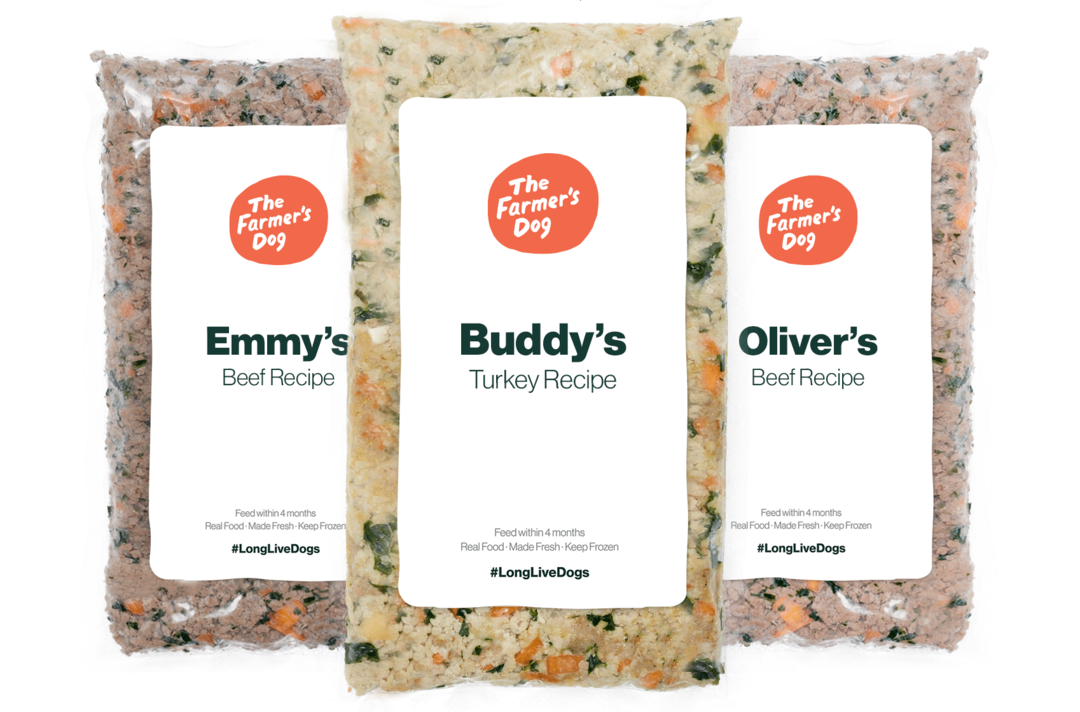 The
Farmer's
Dog
Emmy's
Beef Recipe
Feed within 4 months
Real Food · Made Fresh · Keep Frozen
#LongLiveDogs
The
Farmer's
Dog
Buddy's
Turkey Recipe
Feed within 4 months
Real Food · Made Fresh · Keep Frozen
#LongLiveDogs
The
Farmer's
Dog
Oliver's
Beef Recipe
Feed within 4 months
Real Food · Made Fresh · Keep Frozen
#LongLiveDogs